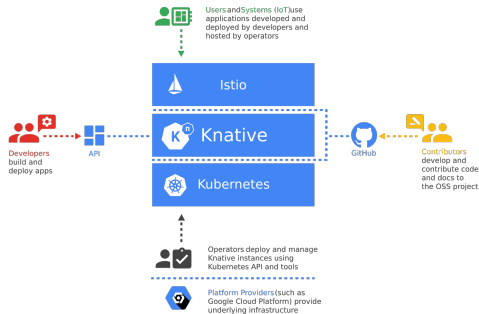 Users and Systems (IoT) use
applications developed and
deployed by developers and
hosted by operators
Istio
K n
Knative
Kubernetes
Developers
build and
deploy apps
API
GitHub
Contributors
develop and
contribute code
and docs to
the OSS project
Operators deploy and manage
Knative instances using
Kubernetes API and tools
Platform Providers (such as
Google Cloud Platform) provide
underlying infrastructure